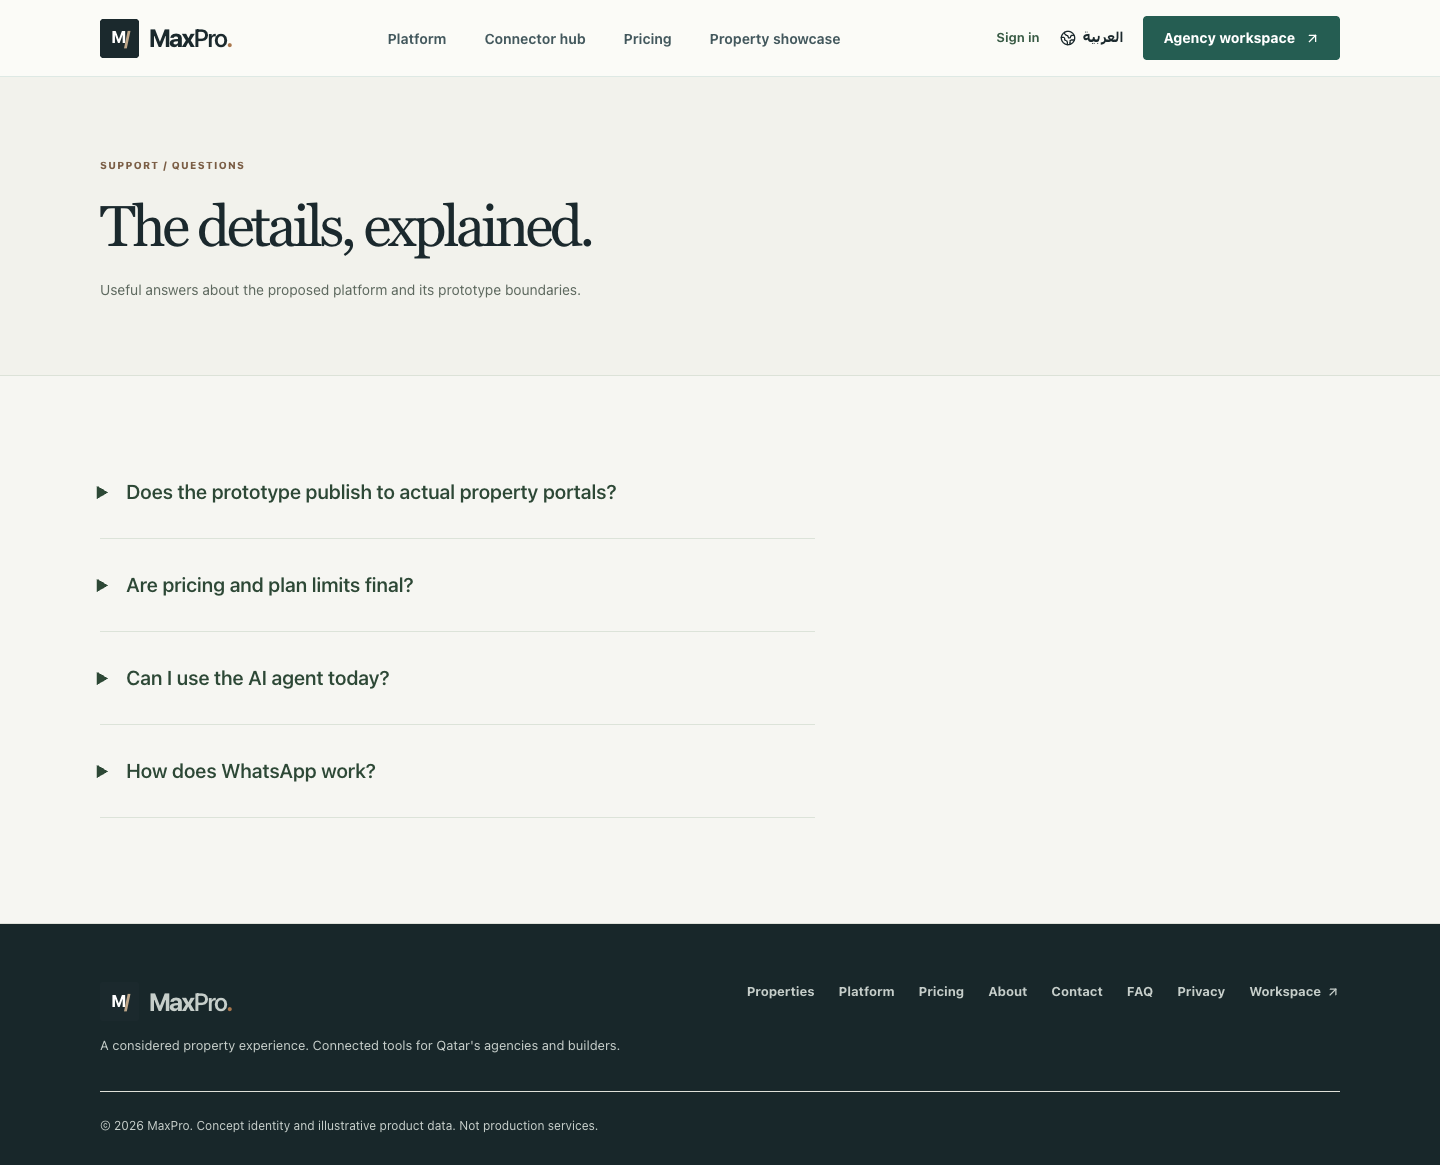 M/ MaxPro.
Platform Connector hub Pricing Property showcase
Sign in العربية Agency workspace
SUPPORT / QUESTIONS
The details, explained.
Useful answers about the proposed platform and its prototype boundaries.
Does the prototype publish to actual property portals?
Are pricing and plan limits final?
Can I use the AI agent today?
How does WhatsApp work?
M/ MaxPro.
Properties Platform Pricing About Contact FAQ Privacy Workspace
A considered property experience. Connected tools for Qatar's agencies and builders.
© 2026 MaxPro. Concept identity and illustrative product data. Not production services.